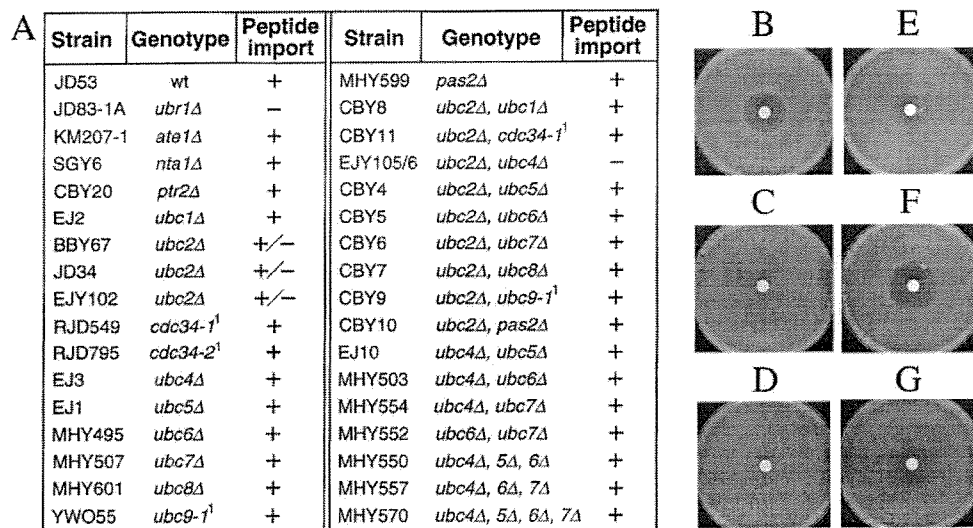 A
Strain Genotype Peptide import Strain Genotype Peptide import
JD53 wt + MHY599 pas2Δ +
JD83-1A ubr1Δ − CBY8 ubc2Δ, ubc1Δ +
KM207-1 ate1Δ + CBY11 ubc2Δ, cdc34-1¹ +
SGY6 nta1Δ + EJY105/6 ubc2Δ, ubc4Δ −
CBY20 ptr2Δ + CBY4 ubc2Δ, ubc5Δ +
EJ2 ubc1Δ + CBY5 ubc2Δ, ubc6Δ +
BBY67 ubc2Δ +/− CBY6 ubc2Δ, ubc7Δ +
JD34 ubc2Δ +/− CBY7 ubc2Δ, ubc8Δ +
EJY102 ubc2Δ +/− CBY9 ubc2Δ, ubc9-1¹ +
RJD549 cdc34-1¹ + CBY10 ubc2Δ, pas2Δ +
RJD795 cdc34-2¹ + EJ10 ubc4Δ, ubc5Δ +
EJ3 ubc4Δ + MHY503 ubc4Δ, ubc6Δ +
EJ1 ubc5Δ + MHY554 ubc4Δ, ubc7Δ +
MHY495 ubc6Δ + MHY552 ubc6Δ, ubc7Δ +
MHY507 ubc7Δ + MHY550 ubc4Δ, 5Δ, 6Δ +
MHY601 ubc8Δ + MHY557 ubc4Δ, 6Δ, 7Δ +
YWO55 ubc9-1¹ + MHY570 ubc4Δ, 5Δ, 6Δ, 7Δ +
B E
C F
D G